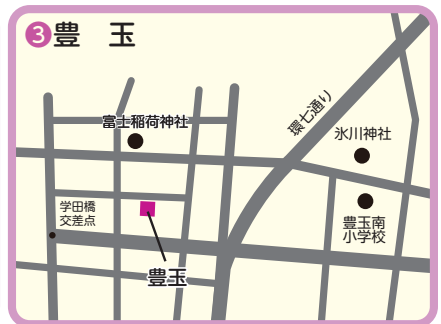 ❸豊　玉
富士稲荷神社
環七通り
氷川神社
学田橋
交差点
豊玉南
小学校
豊玉